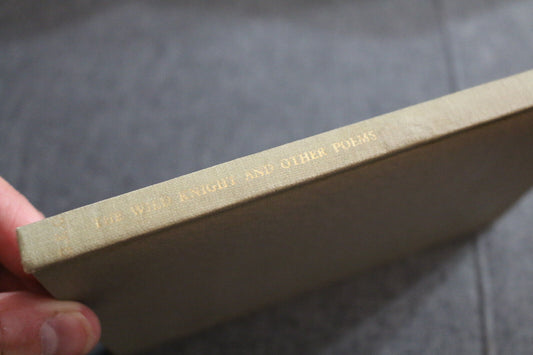 THE WILD KNIGHT AND OTHER POEMS